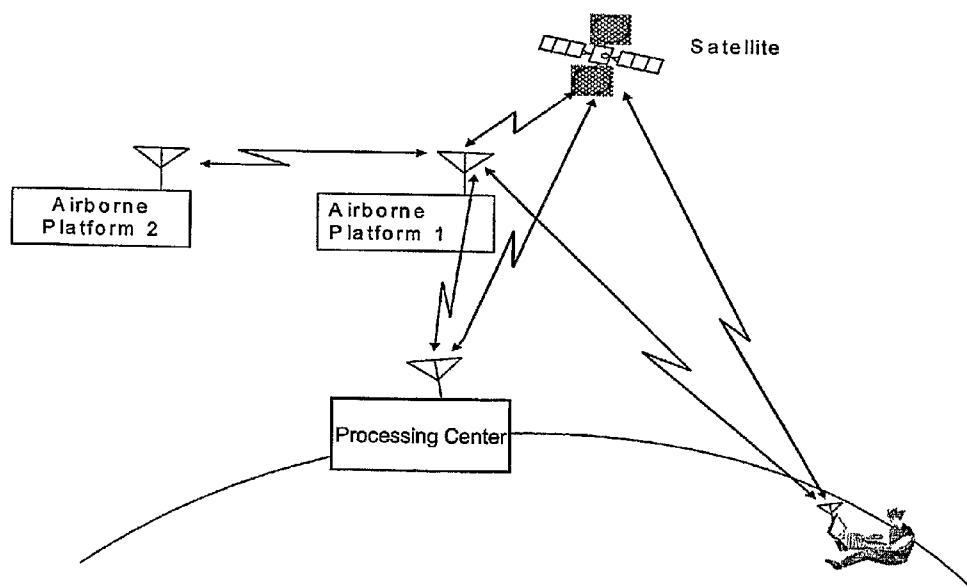 Satellite
Airborne
Platform 2
Airborne
Platform 1
Processing Center